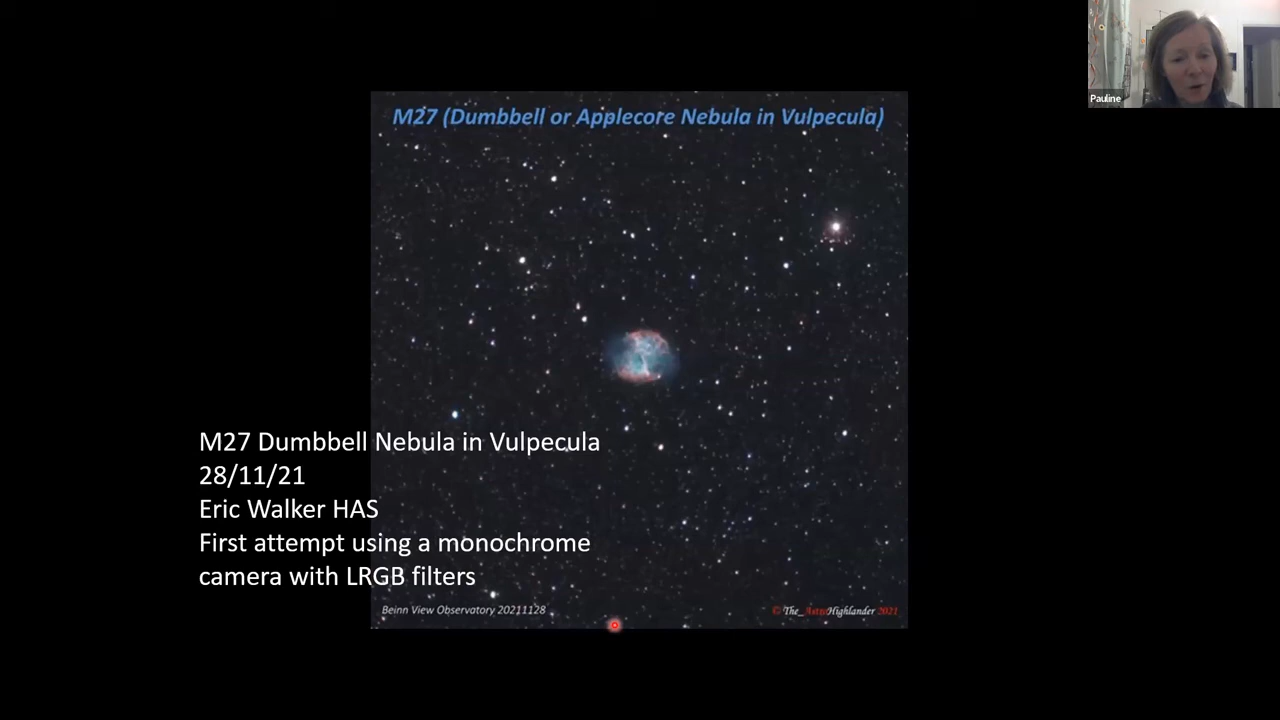 Pauline
M27 (Dumbbell or Applecore Nebula in Vulpecula)
M27 Dumbbell Nebula in Vulpecula
28/11/21
Eric Walker HAS
First attempt using a monochrome
camera with LRGB filters
Beinn View Observatory 20211128
© The_AstroHighlander 2021